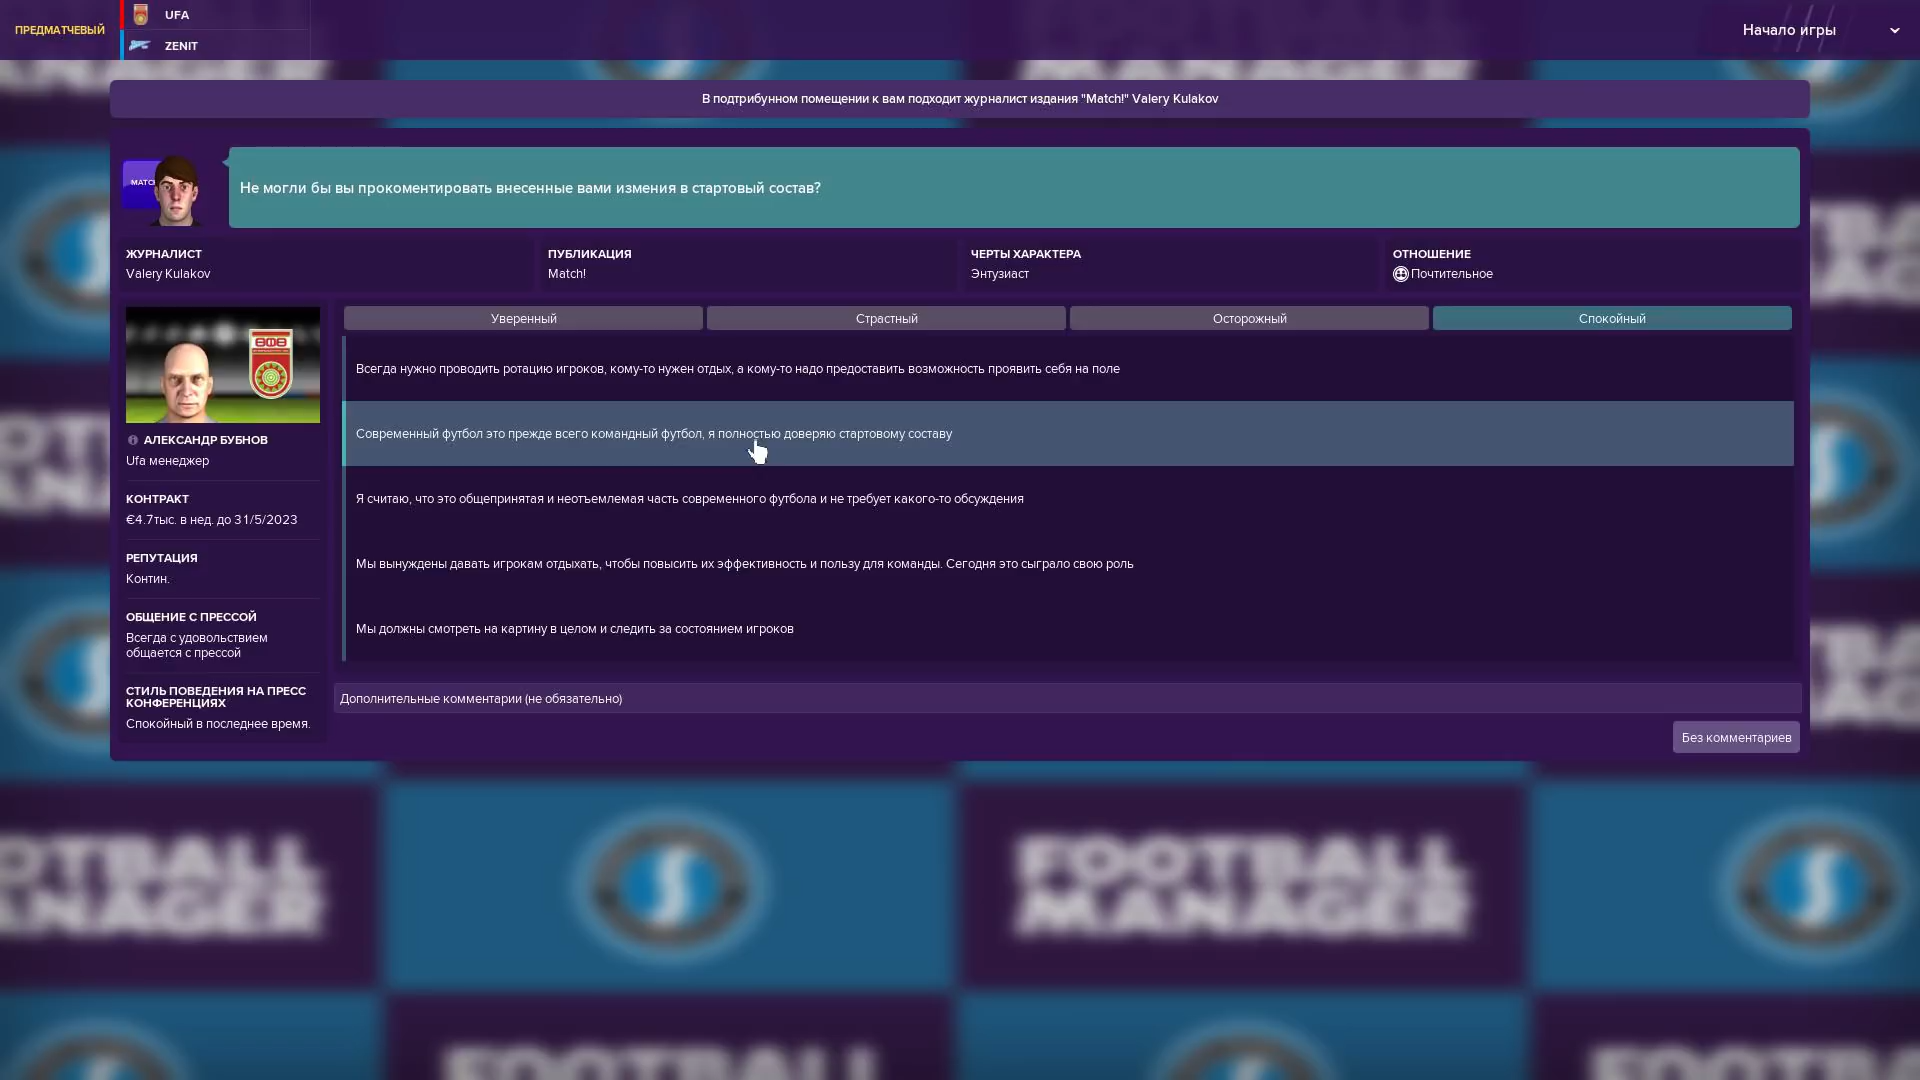 ПРЕДМАТЧЕВЫЙ
UFA
ZENIT
Начало игры
В подтрибунном помещении к вам подходит журналист издания "Match!" Valery Kulakov
Не могли бы вы прокоментировать внесенные вами измения в стартовый состав?
ЖУРНАЛИСТ
Valery Kulakov
ПУБЛИКАЦИЯ
Match!
ЧЕРТЫ ХАРАКТЕРА
Энтузиаст
ОТНОШЕНИЕ
Почтительное
АЛЕКСАНДР БУБНОВ
Ufa менеджер
КОНТРАКТ
€4.7тыс. в нед. до 31/5/2023
РЕПУТАЦИЯ
Контин.
ОБЩЕНИЕ С ПРЕССОЙ
Всегда с удовольствием
общается с прессой
СТИЛЬ ПОВЕДЕНИЯ НА ПРЕСС
КОНФЕРЕНЦИЯХ
Спокойный в последнее время.
Уверенный
Страстный
Осторожный
Спокойный
Всегда нужно проводить ротацию игроков, кому-то нужен отдых, а кому-то надо предоставить возможность проявить себя на поле
Современный футбол это прежде всего командный футбол, я полностью доверяю стартовому составу
Я считаю, что это общепринятая и неотъемлемая часть современного футбола и не требует какого-то обсуждения
Мы вынуждены давать игрокам отдыхать, чтобы повысить их эффективность и пользу для команды. Сегодня это сыграло свою роль
Мы должны смотреть на картину в целом и следить за состоянием игроков
Дополнительные комментарии (не обязательно)
Без комментариев
FOOTBALL
MANAGER